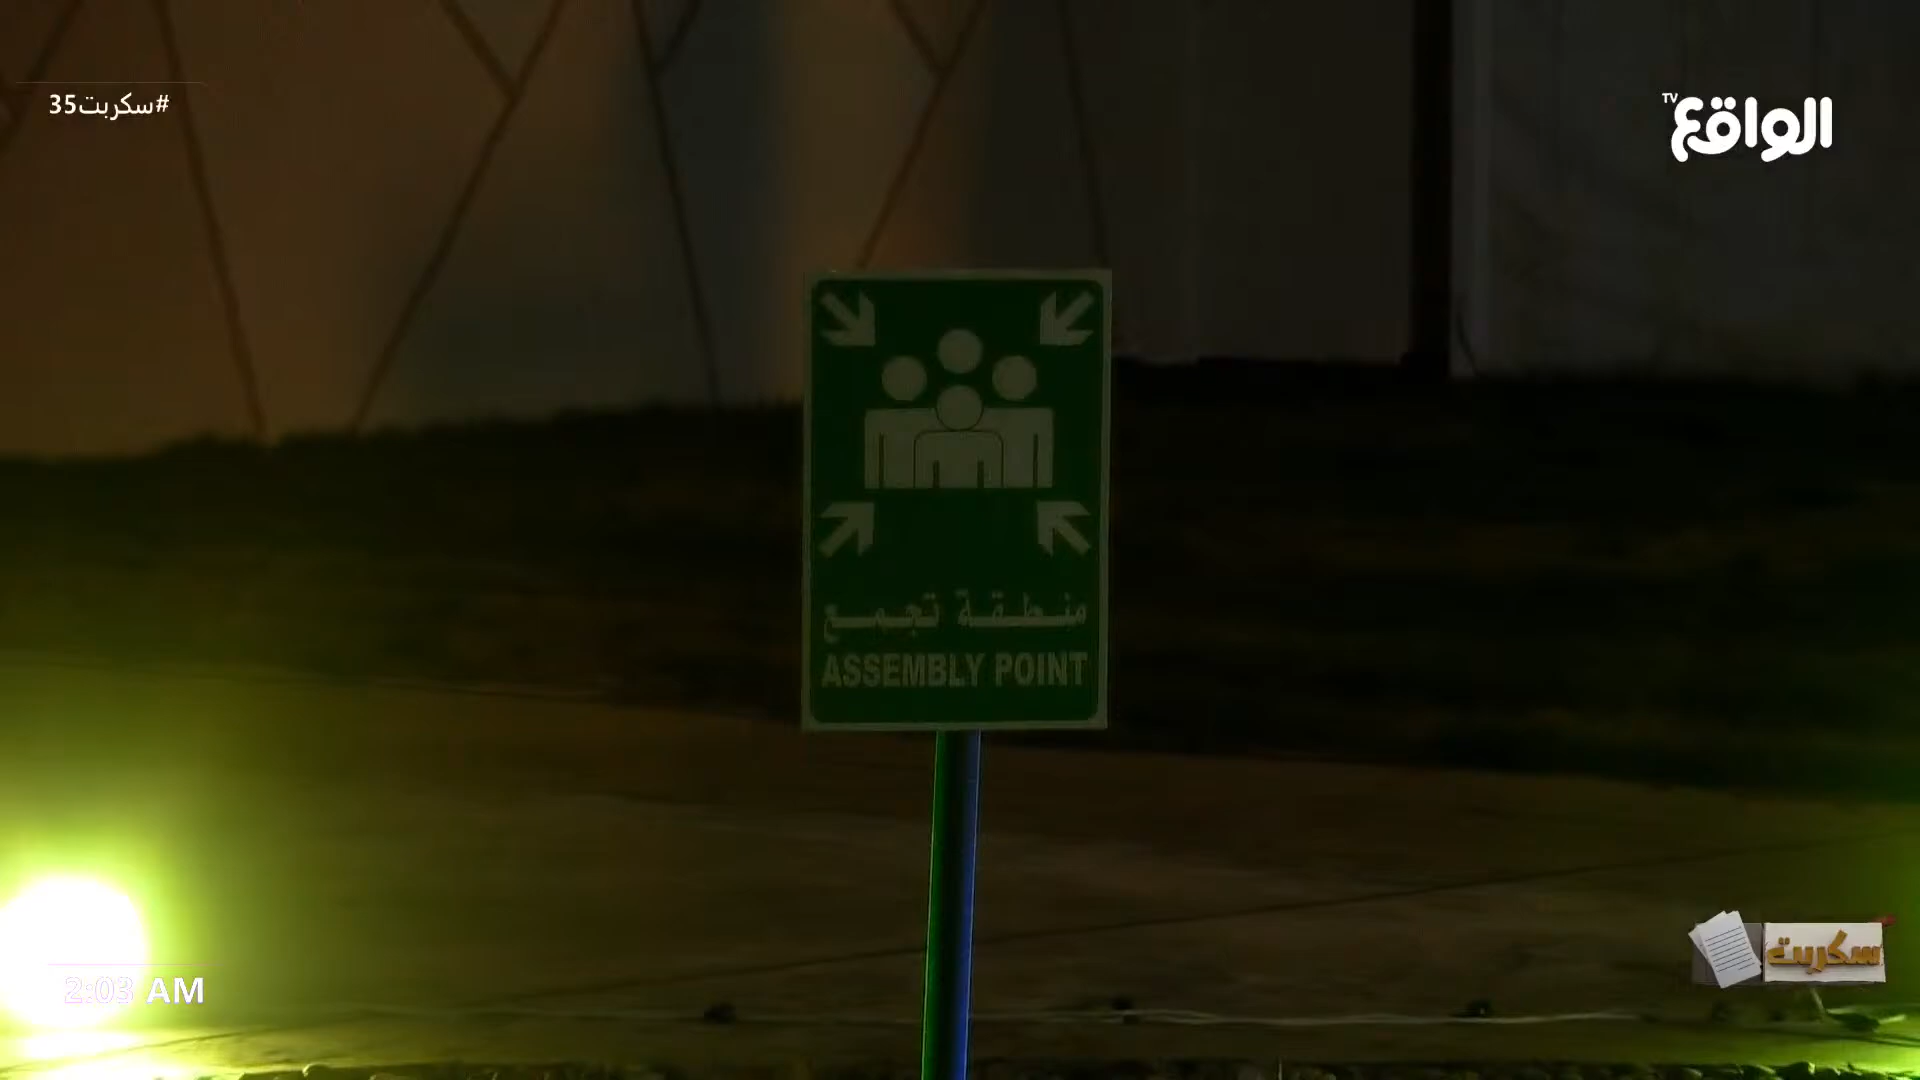 #سكربت35
TV
الواقع
منطقة تجمع
ASSEMBLY POINT
سكربت
2:03 AM